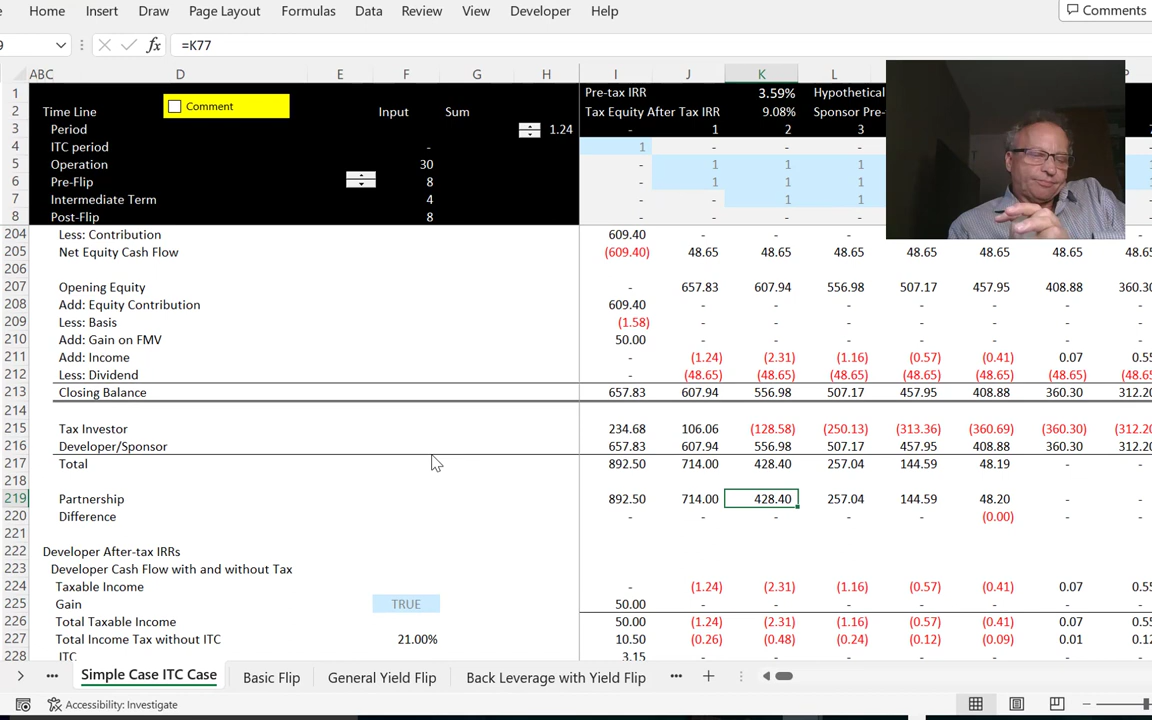 Home Insert Draw Page Layout Formulas Data Review View Developer Help Comments
=K77
ABC D E F G H I J K L P
1 Pre-tax IRR 3.59% Hypothetical
2 Time Line Comment Input Sum Tax Equity After Tax IRR 9.08% Sponsor Pre-
3 Period 1.24 - 1 2 3
4 ITC period - 1 - - -
5 Operation 30 - 1 1 1
6 Pre-Flip 8 - 1 1 1
7 Intermediate Term 4 - - 1 1
8 Post-Flip 8 - - - -
204 Less: Contribution 609.40 - - -
205 Net Equity Cash Flow (609.40) 48.65 48.65 48.65 48.65 48.65 48.65 48.6
206
207 Opening Equity - 657.83 607.94 556.98 507.17 457.95 408.88 360.30
208 Add: Equity Contribution 609.40 - - - - - - -
209 Less: Basis (1.58) - - - - - - -
210 Add: Gain on FMV 50.00 - - - - - - -
211 Add: Income - (1.24) (2.31) (1.16) (0.57) (0.41) 0.07 0.55
212 Less: Dividend - (48.65) (48.65) (48.65) (48.65) (48.65) (48.65) (48.65
213 Closing Balance 657.83 607.94 556.98 507.17 457.95 408.88 360.30 312.20
214
215 Tax Investor 234.68 106.06 (128.58) (250.13) (313.36) (360.69) (360.30) (312.20
216 Developer/Sponsor 657.83 607.94 556.98 507.17 457.95 408.88 360.30 312.20
217 Total 892.50 714.00 428.40 257.04 144.59 48.19 - -
218
219 Partnership 892.50 714.00 428.40 257.04 144.59 48.20 - -
220 Difference - - - - - (0.00) - -
221
222 Developer After-tax IRRs
223 Developer Cash Flow with and without Tax
224 Taxable Income - (1.24) (2.31) (1.16) (0.57) (0.41) 0.07 0.55
225 Gain TRUE 50.00 - - - - - - -
226 Total Taxable Income 50.00 (1.24) (2.31) (1.16) (0.57) (0.41) 0.07 0.55
227 Total Income Tax without ITC 21.00% 10.50 (0.26) (0.48) (0.24) (0.12) (0.09) 0.01 0.12
228 ITC 3.15 - - - - - - -
Simple Case ITC Case Basic Flip General Yield Flip Back Leverage with Yield Flip
Accessibility: Investigate